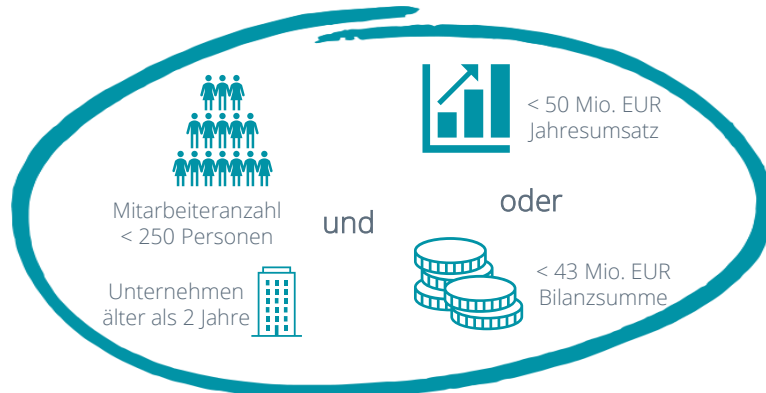 Mitarbeiteranzahl
< 250 Personen
Unternehmen
älter als 2 Jahre
und
< 50 Mio. EUR
Jahresumsatz
oder
< 43 Mio. EUR
Bilanzsumme